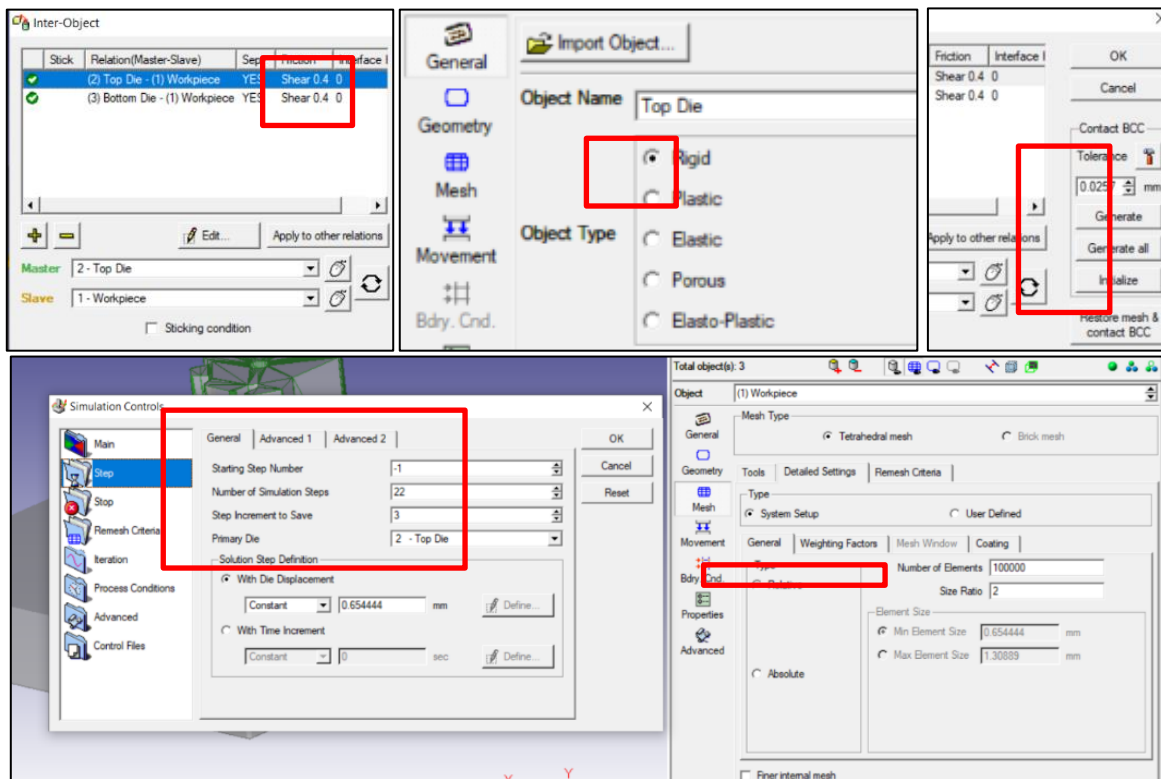 Inter-Object
Stick Relation(Master-Slave) Sep Friction Interface
(2) Top Die - (1) Workpiece YES Shear 0.4 0
(3) Bottom Die - (1) Workpiece YES Shear 0.4 0
Edit...
Apply to other relations
Master 2 - Top Die
Slave 1 - Workpiece
Sticking condition
General
Geometry
Mesh
Movement
Bdry. Cnd.
Import Object...
Object Name Top Die
Object Type
Rigid
Plastic
Elastic
Porous
Elasto-Plastic
Friction Interface
Shear 0.4 0
Shear 0.4 0
Apply to other relations
OK
Cancel
Contact BCC
Tolerance
0.0257 mm
Generate
Generate all
Initialize
Restore mesh &
contact BCC
Simulation Controls
Main
Step
Stop
Remesh Criteria
Iteration
Process Conditions
Advanced
Control Files
General Advanced 1 Advanced 2
Starting Step Number -1
Number of Simulation Steps 22
Step Increment to Save 3
Primary Die 2 - Top Die
Solution Step Definition
With Die Displacement
Constant 0.654444 mm Define...
With Time Increment
Constant 0 sec Define...
OK
Cancel
Reset
X Y
Total object(s): 3
Object (1) Workpiece
General
Geometry
Mesh
Movement
Bdry. Cnd.
Properties
Advanced
Mesh Type
Tetrahedral mesh Brick mesh
Tools Detailed Settings Remesh Criteria
Type
System Setup User Defined
General Weighting Factors Mesh Window Coating
Type
Relative
Absolute
Number of Elements 100000
Size Ratio 2
Element Size
Min Element Size 0.654444 mm
Max Element Size 1.30889 mm
Finer internal mesh